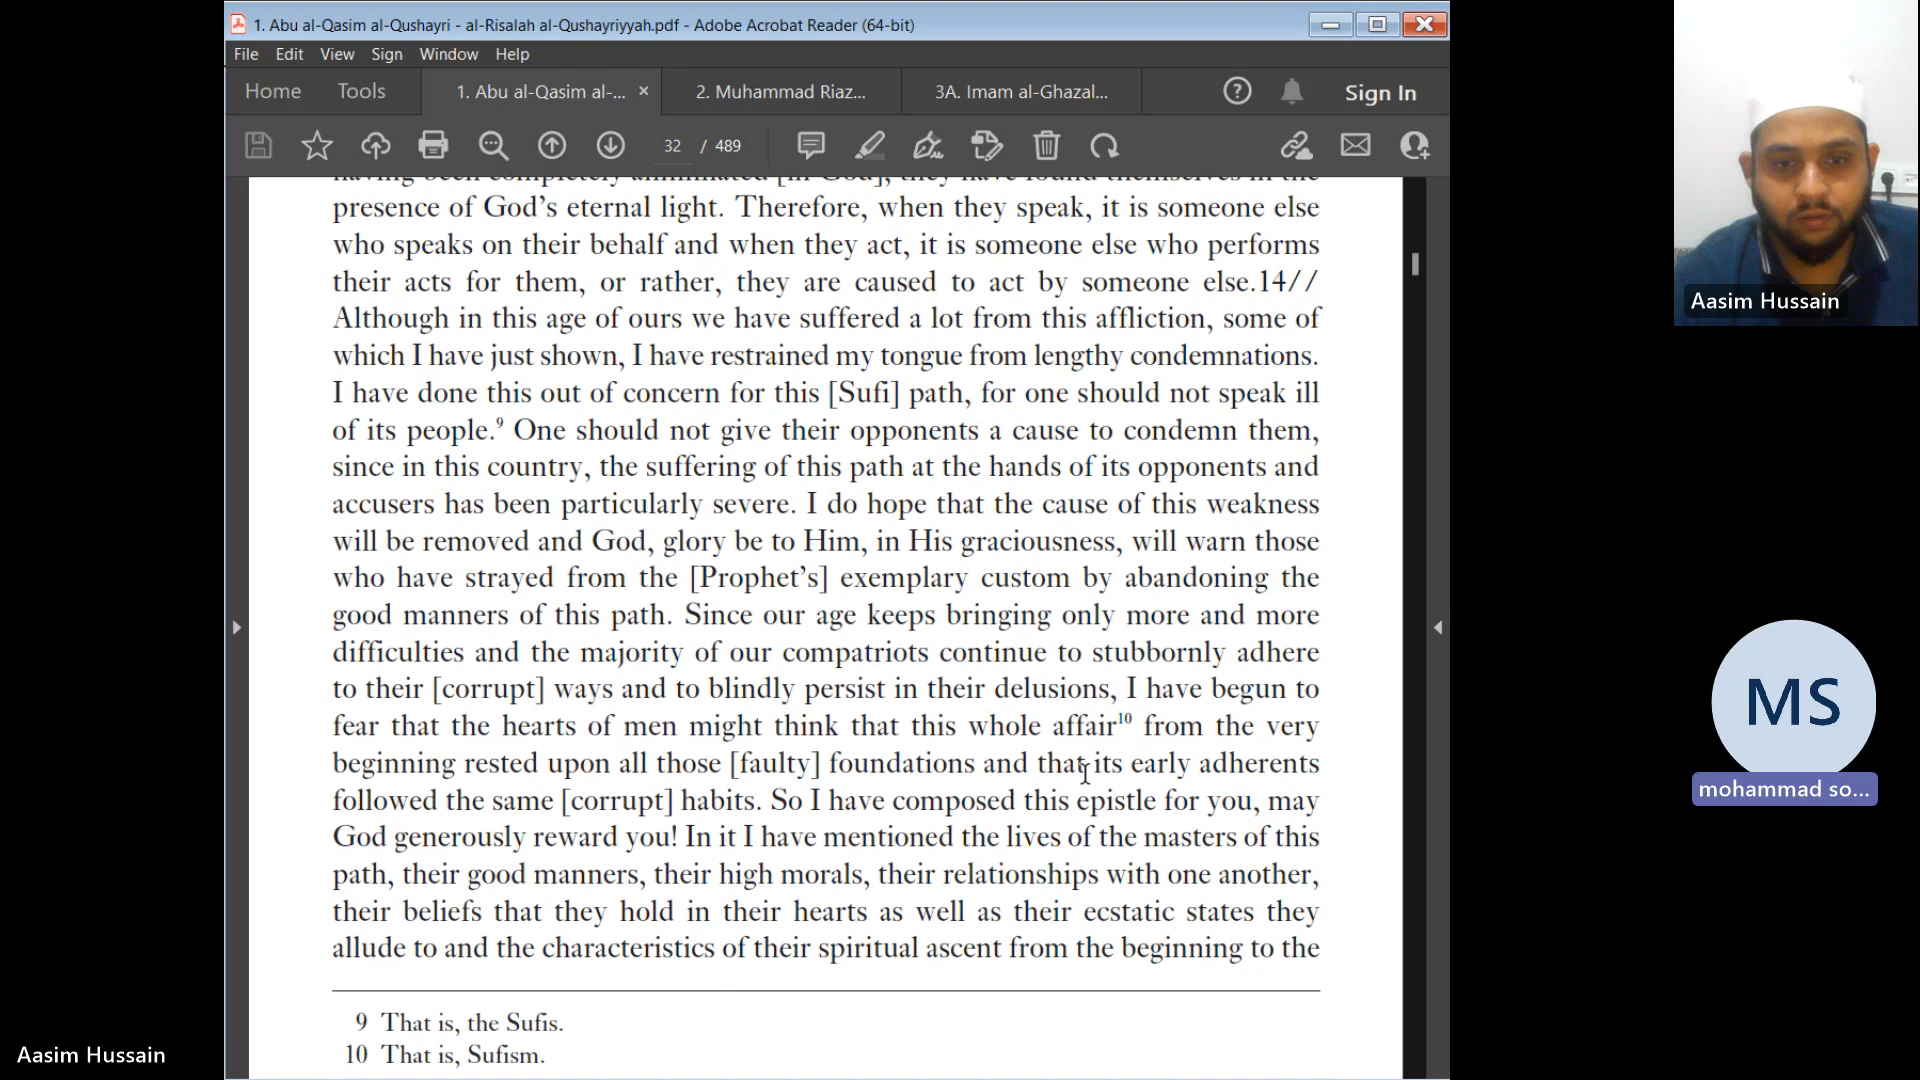 1. Abu al-Qasim al-Qushayri - al-Risalah al-Qushayriyyah.pdf - Adobe Acrobat Reader (64-bit)
File Edit View Sign Window Help
Home Tools 1. Abu al-Qasim al-... × 2. Muhammad Riaz... 3A. Imam al-Ghazal... Sign In
32 / 489
having been completely annihilated [in God], they have found themselves in the
presence of God’s eternal light. Therefore, when they speak, it is someone else
who speaks on their behalf and when they act, it is someone else who performs
their acts for them, or rather, they are caused to act by someone else.14//
Although in this age of ours we have suffered a lot from this affliction, some of
which I have just shown, I have restrained my tongue from lengthy condemnations.
I have done this out of concern for this [Sufi] path, for one should not speak ill
of its people.9 One should not give their opponents a cause to condemn them,
since in this country, the suffering of this path at the hands of its opponents and
accusers has been particularly severe. I do hope that the cause of this weakness
will be removed and God, glory be to Him, in His graciousness, will warn those
who have strayed from the [Prophet’s] exemplary custom by abandoning the
good manners of this path. Since our age keeps bringing only more and more
difficulties and the majority of our compatriots continue to stubbornly adhere
to their [corrupt] ways and to blindly persist in their delusions, I have begun to
fear that the hearts of men might think that this whole affair10 from the very
beginning rested upon all those [faulty] foundations and that its early adherents
followed the same [corrupt] habits. So I have composed this epistle for you, may
God generously reward you! In it I have mentioned the lives of the masters of this
path, their good manners, their high morals, their relationships with one another,
their beliefs that they hold in their hearts as well as their ecstatic states they
allude to and the characteristics of their spiritual ascent from the beginning to the
9 That is, the Sufis.
10 That is, Sufism.
Aasim Hussain
MS
mohammad so...
Aasim Hussain